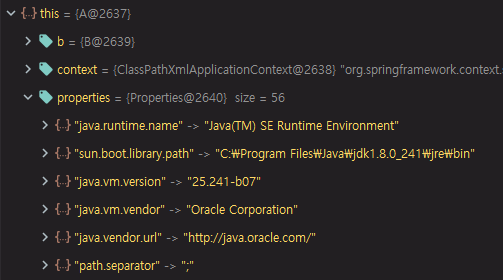 this = {A@2637}
b = {B@2639}
context = {ClassPathXmlApplicationContext@2638} "org.springframework.context.
properties = {Properties@2640}  size = 56
"java.runtime.name" -> "Java(TM) SE Runtime Environment"
"sun.boot.library.path" -> "C:₩Program Files₩Java₩jdk1.8.0_241₩jre₩bin"
"java.vm.version" -> "25.241-b07"
"java.vm.vendor" -> "Oracle Corporation"
"java.vendor.url" -> "http://java.oracle.com/"
"path.separator" -> ";"